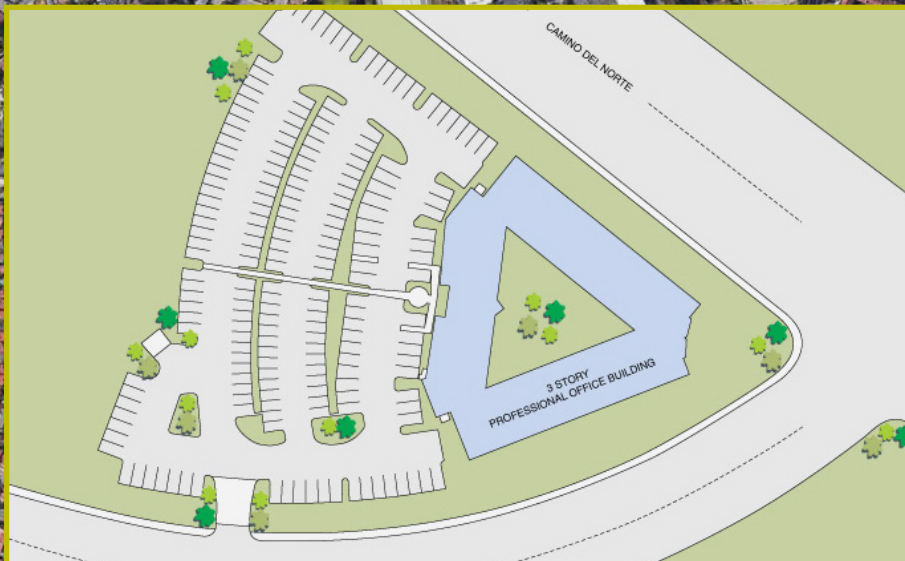 CAMINO DEL NORTE
3 STORY
PROFESSIONAL OFFICE BUILDING